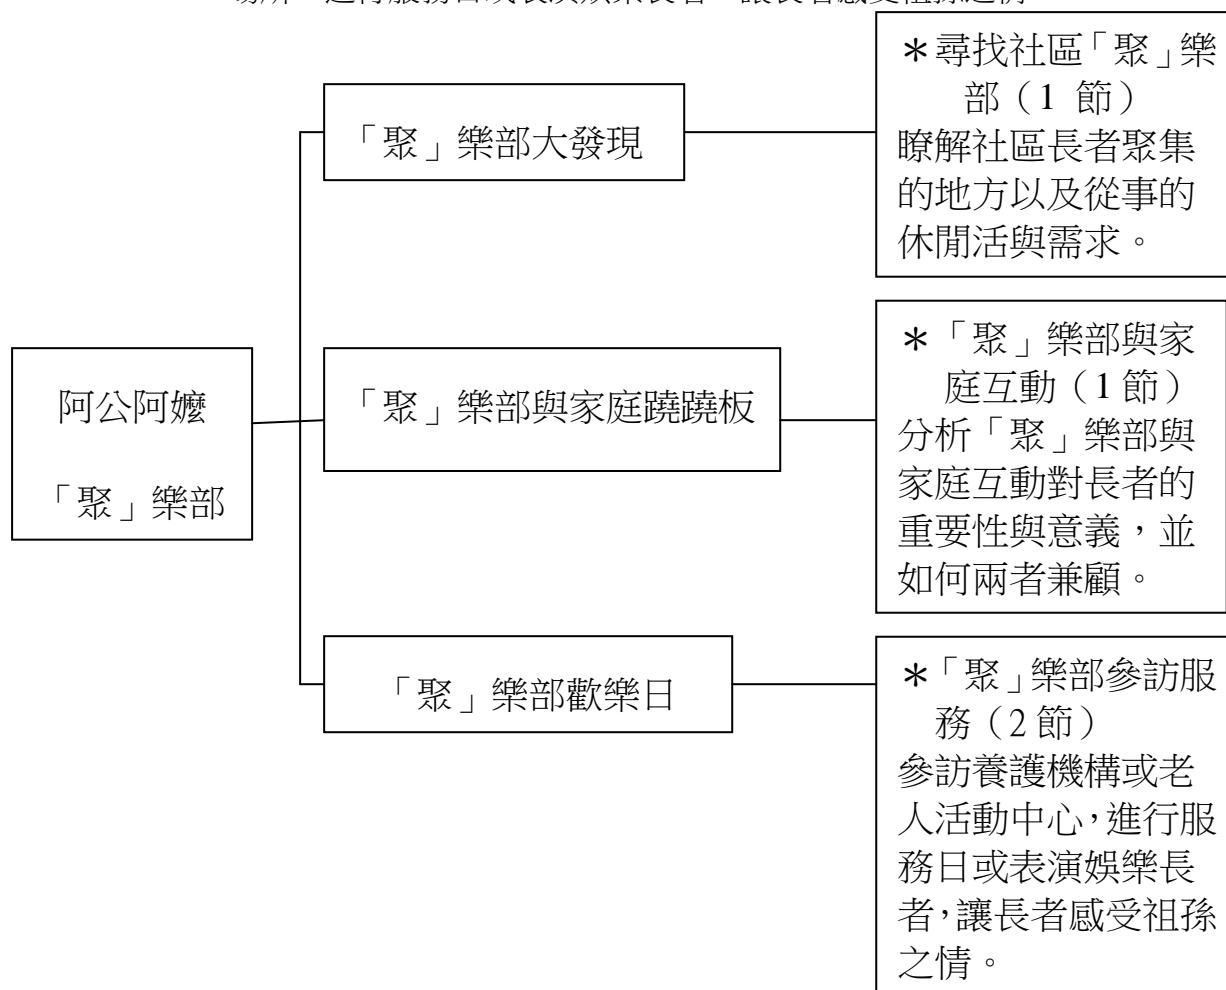 「聚」樂部大發現
＊尋找社區「聚」樂
部（1 節）
瞭解社區長者聚集
的地方以及從事的
休閒活與需求。
阿公阿嬤
「聚」樂部
「聚」樂部與家庭蹺蹺板
＊「聚」樂部與家
庭互動（1 節）
分析「聚」樂部與
家庭互動對長者的
重要性與意義，並
如何兩者兼顧。
「聚」樂部歡樂日
＊「聚」樂部參訪服
務（2 節）
參訪養護機構或老
人活動中心，進行服
務日或表演娛樂長
者，讓長者感受祖孫
之情。